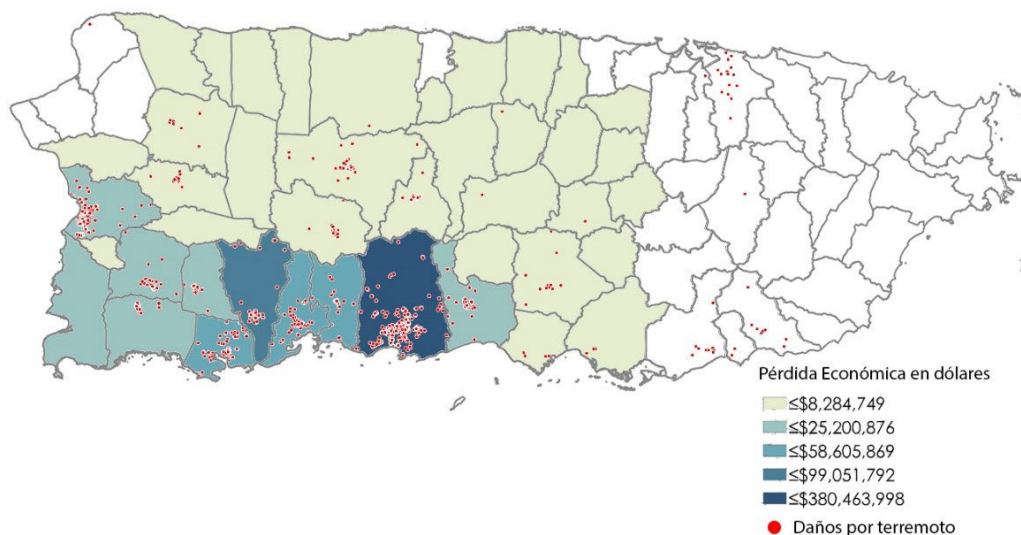 Pérdida Económica en dólares
≤$8,284,749
≤$25,200,876
≤$58,605,869
≤$99,051,792
≤$380,463,998
Daños por terremoto